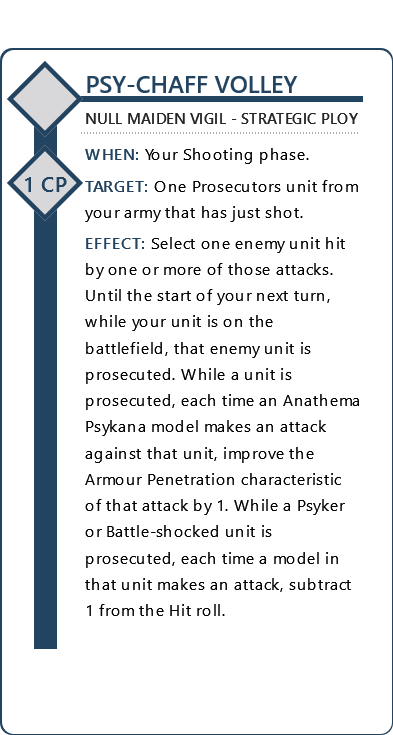 PSY-CHAFF VOLLEY
NULL MAIDEN VIGIL - STRATEGIC PLOY
WHEN: Your Shooting phase.
1 CP
TARGET: One Prosecutors unit from
your army that has just shot.
EFFECT: Select one enemy unit hit
by one or more of those attacks.
Until the start of your next turn,
while your unit is on the
battlefield, that enemy unit is
prosecuted. While a unit is
prosecuted, each time an Anathema
Psykana model makes an attack
against that unit, improve the
Armour Penetration characteristic
of that attack by 1. While a Psyker
or Battle-shocked unit is
prosecuted, each time a model in
that unit makes an attack, subtract
1 from the Hit roll.